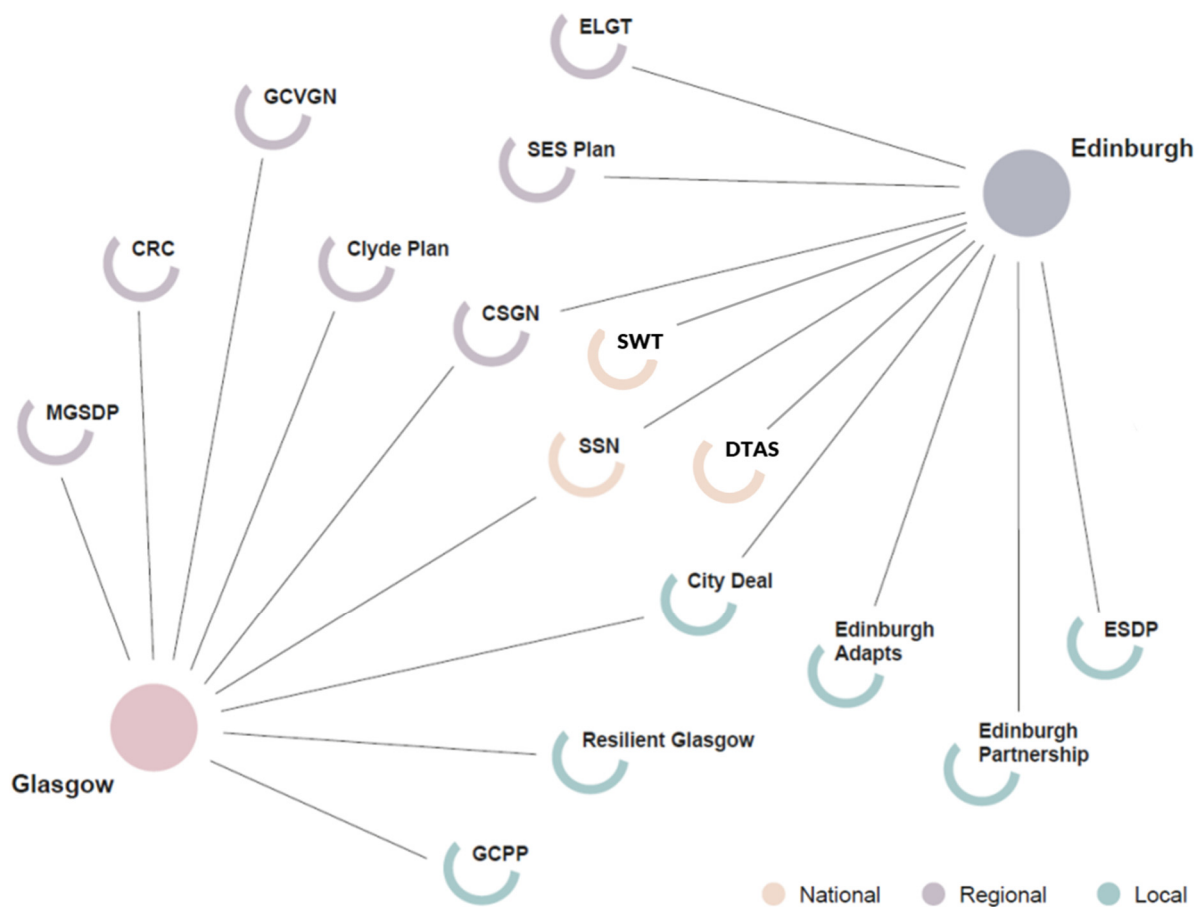 ELGT
GCVGN
Edinburgh
SES Plan
CRC
Clyde Plan
CSGN
SWT
MGSDP
SSN
DTAS
City Deal
Edinburgh
Adapts
ESDP
Resilient Glasgow
Edinburgh
Partnership
Glasgow
GCPP
National
Regional
Local